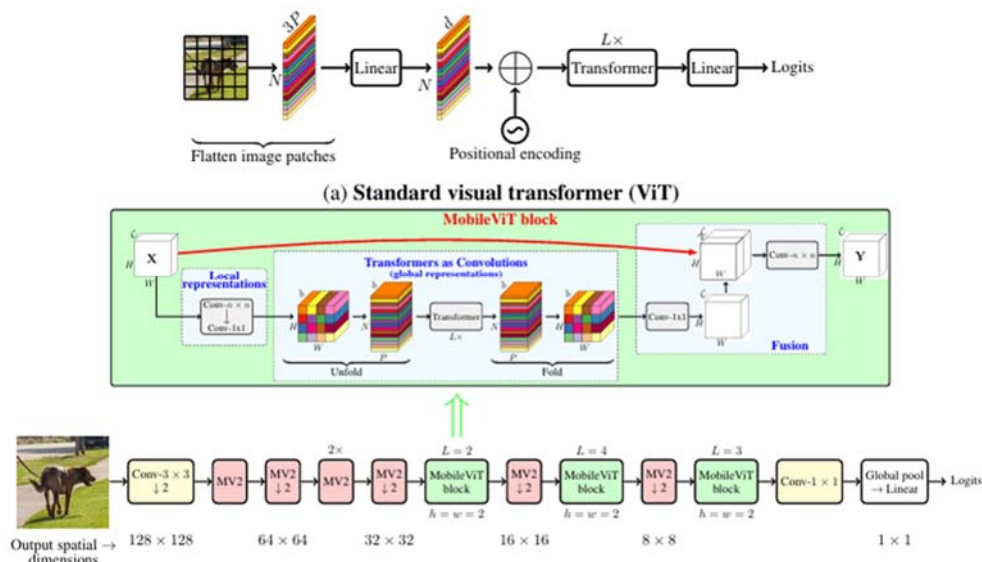 3P
N
Linear
d
N
L×
Transformer
Linear
Logits
Flatten image patches
Positional encoding
(a) Standard visual transformer (ViT)
MobileViT block
C
H
X
W
Local
representations
Conv-n × n
Conv-1x1
Transformers as Convolutions
(global representations)
H
W
N
P
Transformer
L×
N
P
H
W
Unfold
Fold
Conv-1x1
C
H
W
H
W
Conv-n × n
C
H
Y
W
Fusion
Conv-3 × 3
↓ 2
MV2
MV2
↓ 2
2×
MV2
MV2
↓ 2
L = 2
MobileViT
block
h = w = 2
MV2
↓ 2
L = 4
MobileViT
block
h = w = 2
MV2
↓ 2
L = 3
MobileViT
block
h = w = 2
Conv-1 × 1
Global pool
→ Linear
Logits
Output spatial →
dimensions
128 × 128
64 × 64
32 × 32
16 × 16
8 × 8
1 × 1